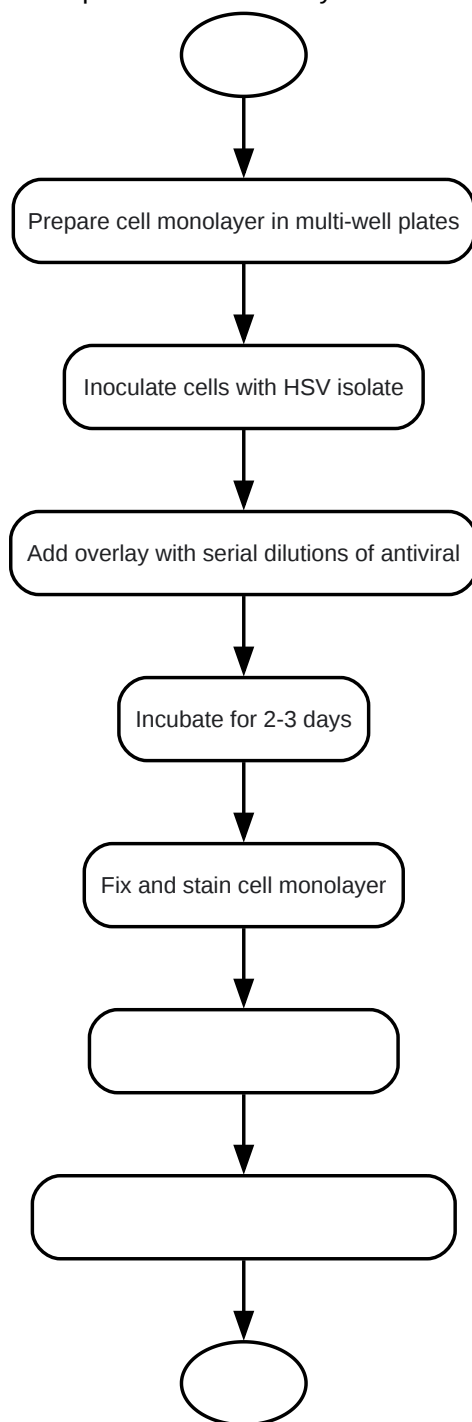 Prepare cell monolayer in multi-well plates
Inoculate cells with HSV isolate
Add overlay with serial dilutions of antiviral
Incubate for 2-3 days
Fix and stain cell monolayer